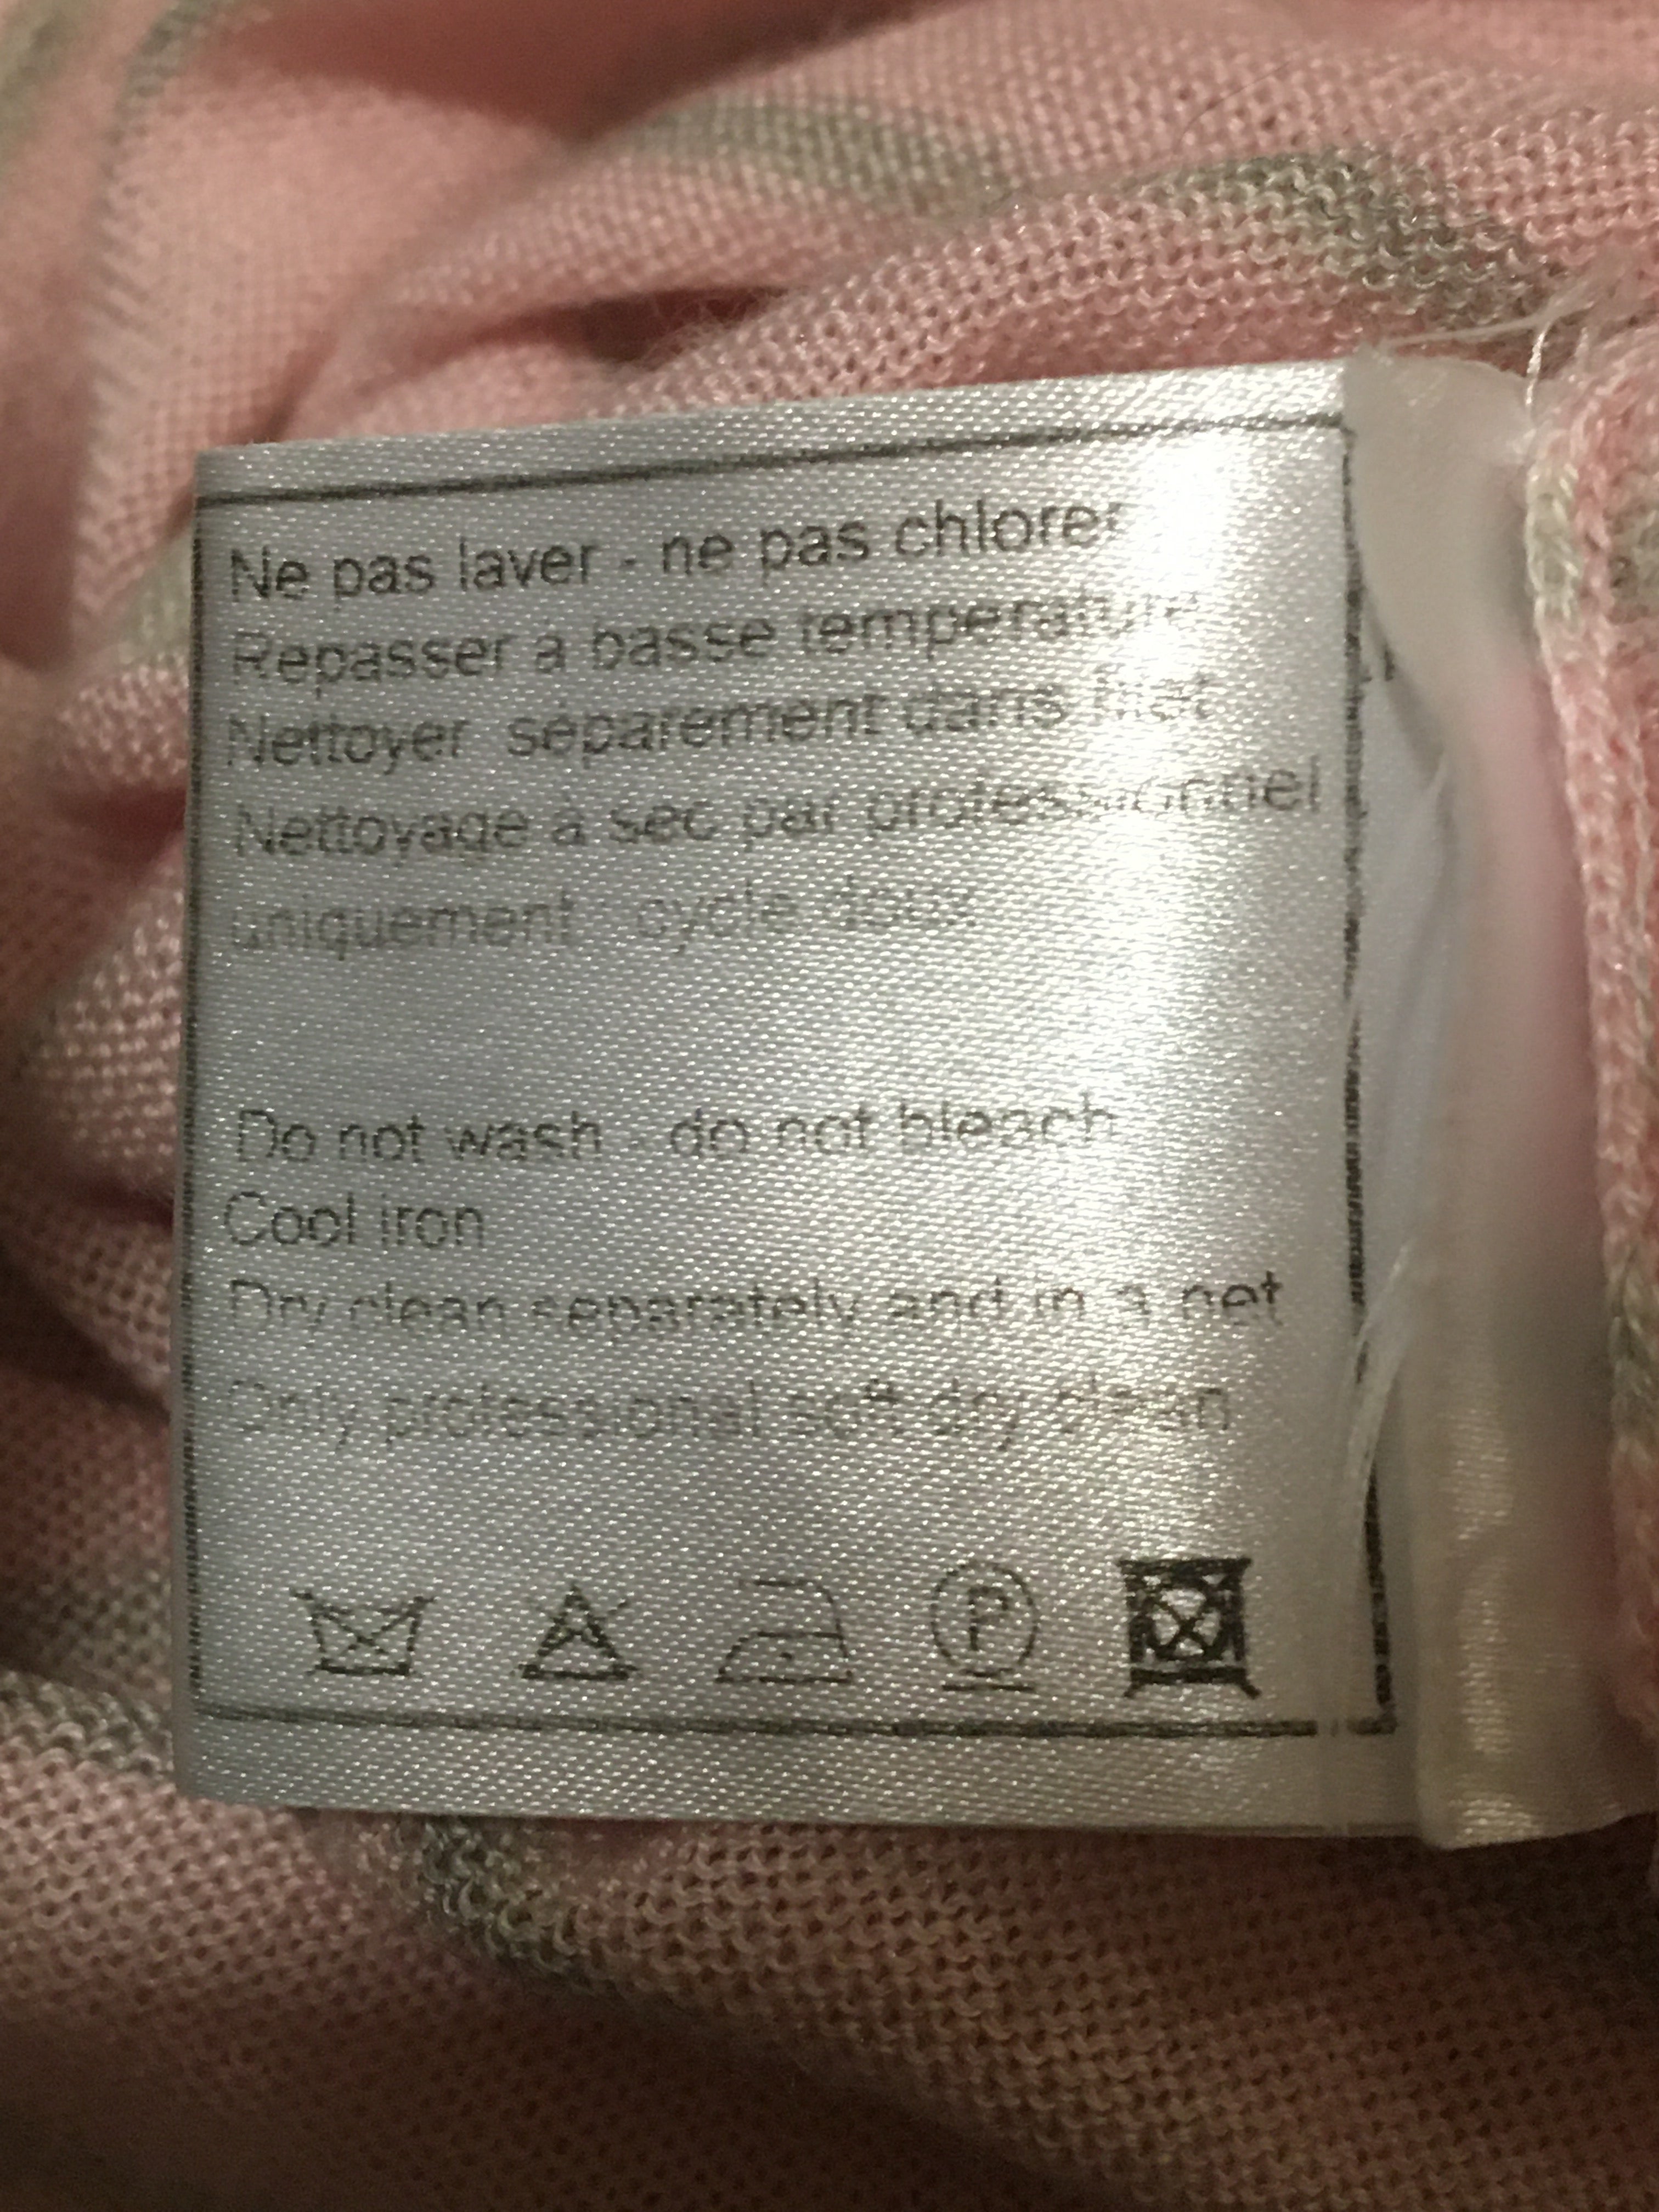 Ne pas laver - ne pas chlorer
Repasser à basse température
Nettoyer séparément dans filet
Nettoyage à sec par professionnel
uniquement - cycle doux
Do not wash - do not bleach
Cool iron
Dry clean separately and in a net
Only professional soft dry clean
P